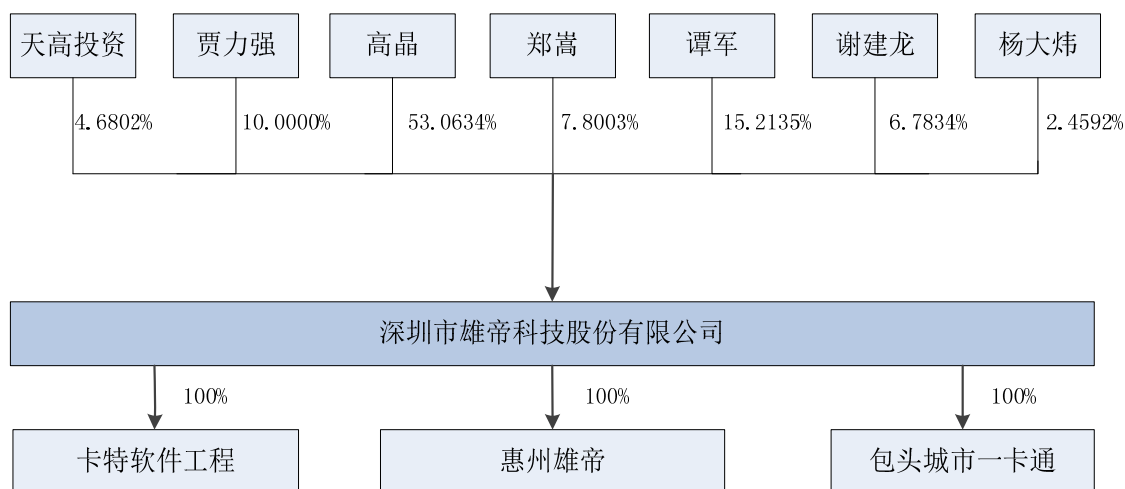 天高投资 贾力强 高晶 郑嵩 谭军 谢建龙 杨大炜
4.6802% 10.0000% 53.0634% 7.8003% 15.2135% 6.7834% 2.4592%
深圳市雄帝科技股份有限公司
100% 100% 100%
卡特软件工程 惠州雄帝 包头城市一卡通